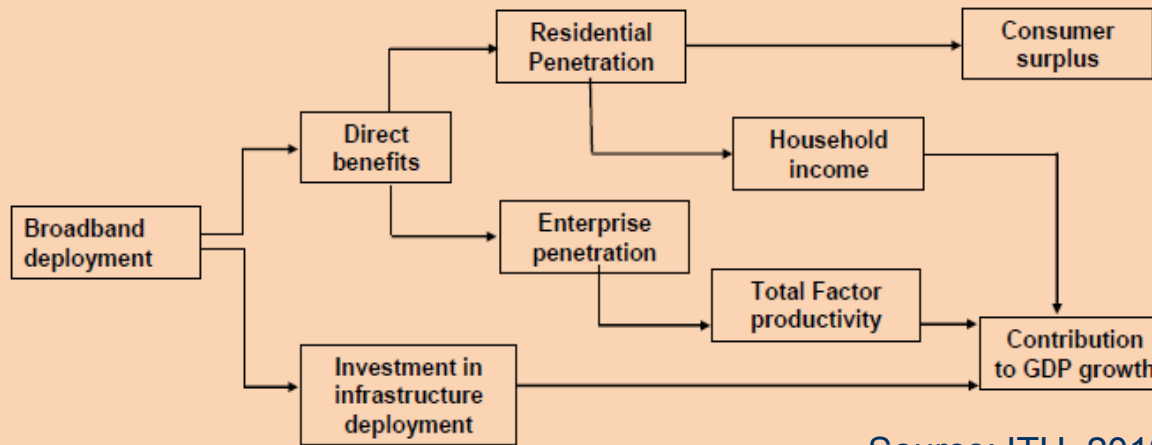 Residential
Penetration
Consumer
surplus
Direct
benefits
Household
income
Broadband
deployment
Enterprise
penetration
Total Factor
productivity
Investment in
infrastructure
deployment
Contribution
to GDP growth
Source: ITU